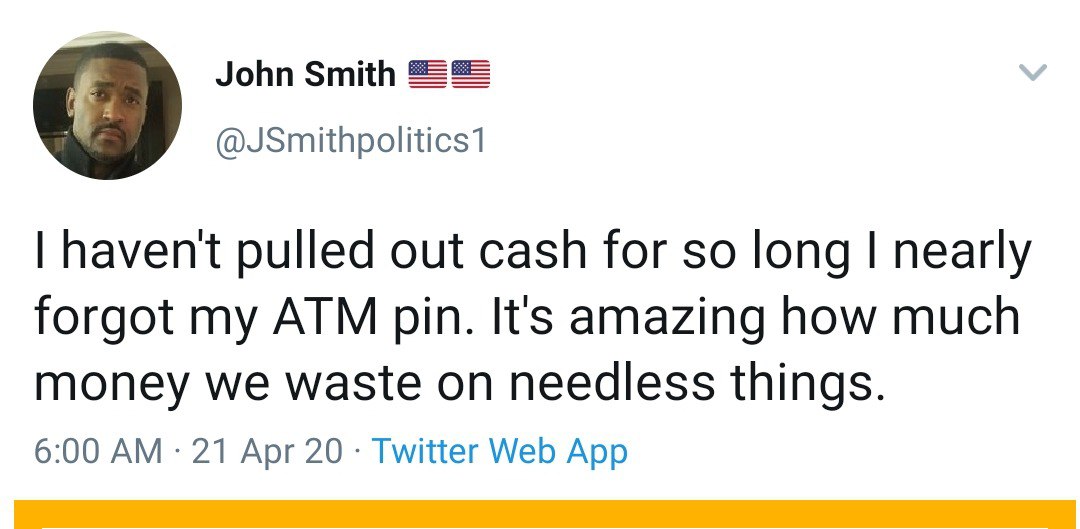 John Smith 🇺🇸🇺🇸
@JSmithpolitics1
I haven't pulled out cash for so long I nearly
forgot my ATM pin. It's amazing how much
money we waste on needless things.
6:00 AM · 21 Apr 20 · Twitter Web App